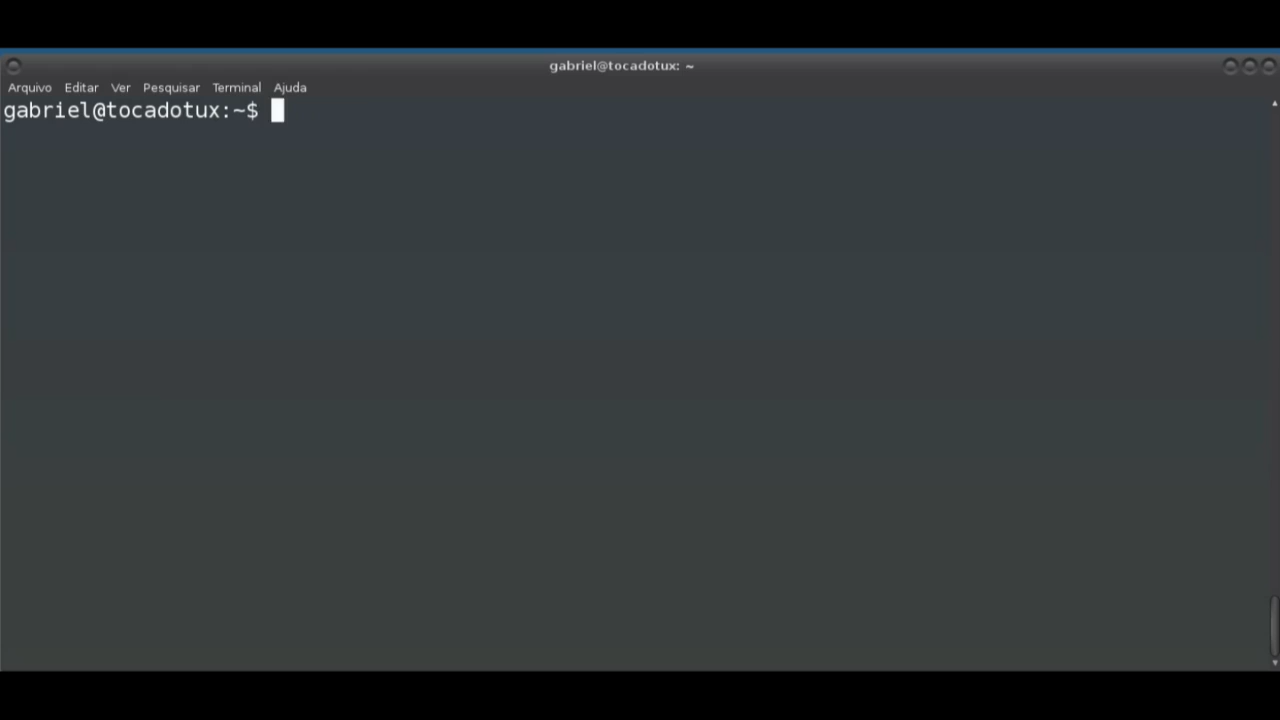 gabriel@tocadotux: ~
Arquivo Editar Ver Pesquisar Terminal Ajuda
gabriel@tocadotux:~$